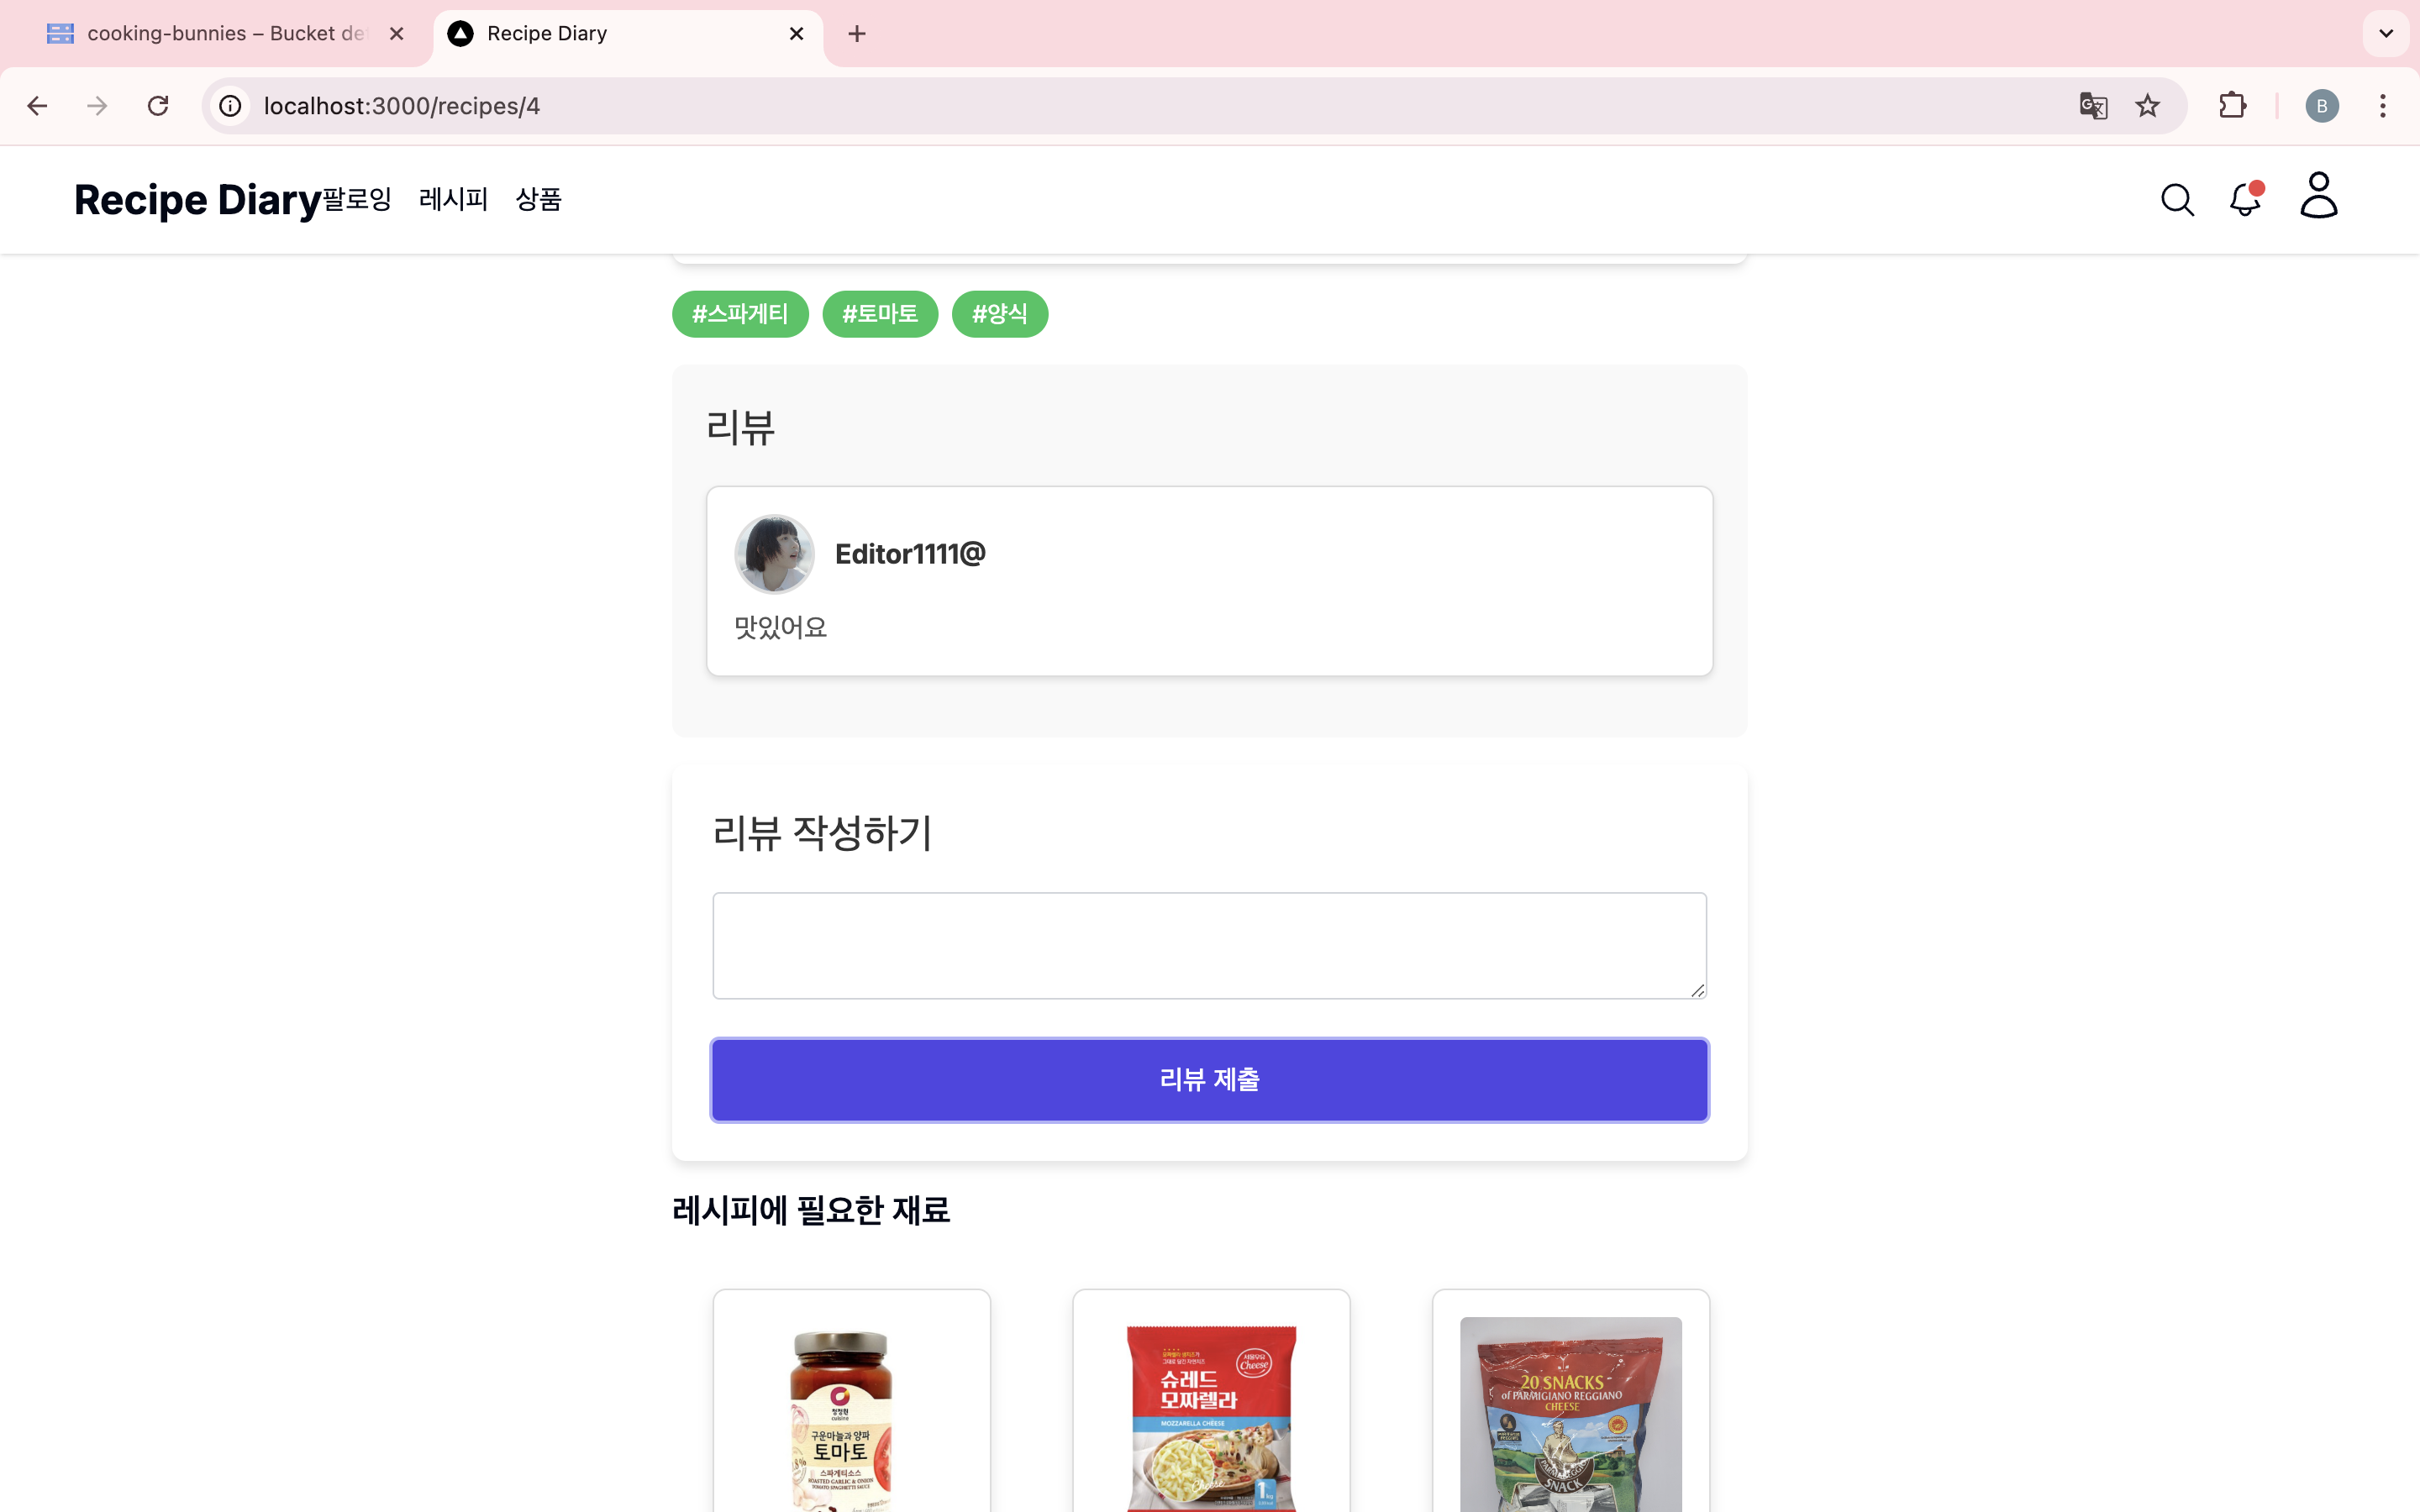 cooking-bunnies – Bucket de
Recipe Diary
localhost:3000/recipes/4
B
Recipe Diary 팔로잉 레시피 상품
#스파게티 #토마토 #양식
리뷰
Editor1111@
맛있어요
리뷰 작성하기
리뷰 제출
레시피에 필요한 재료
청정원
cuisine
구운마늘과 양파
토마토
스파게티소스
ROASTED GARLIC & ONION
TOMATO SPAGHETTI SAUCE
Cheese
슈레드
모짜렐라
MOZZARELLA CHEESE
Cheese
1kg
20 SNACKS
of PARMIGIANO REGGIANO
CHEESE
SNACK